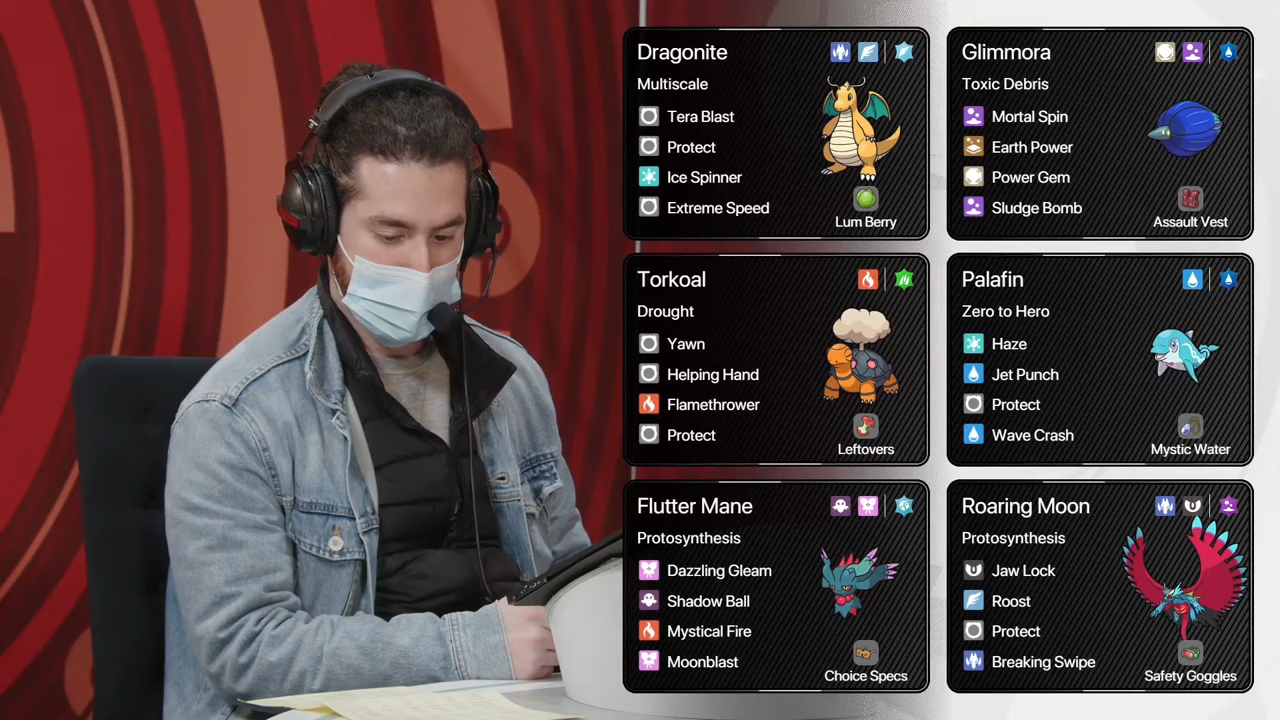 Dragonite
Multiscale
Tera Blast
Protect
Ice Spinner
Extreme Speed
Lum Berry
Glimmora
Toxic Debris
Mortal Spin
Earth Power
Power Gem
Sludge Bomb
Assault Vest
Torkoal
Drought
Yawn
Helping Hand
Flamethrower
Protect
Leftovers
Palafin
Zero to Hero
Haze
Jet Punch
Protect
Wave Crash
Mystic Water
Flutter Mane
Protosynthesis
Dazzling Gleam
Shadow Ball
Mystical Fire
Moonblast
Choice Specs
Roaring Moon
Protosynthesis
Jaw Lock
Roost
Protect
Breaking Swipe
Safety Goggles